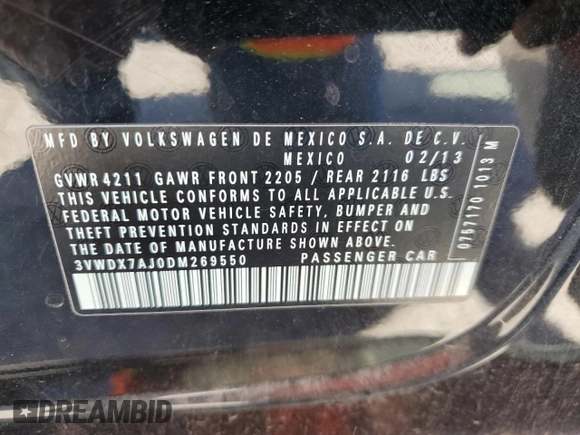 MFD BY VOLKSWAGEN DE MEXICO S.A. DE C.V.
MEXICO 02/13
GVWR 4211 GAWR FRONT 2205 / REAR 2116 LBS
THIS VEHICLE CONFORMS TO ALL APPLICABLE U.S.
FEDERAL MOTOR VEHICLE SAFETY, BUMPER AND
THEFT PREVENTION STANDARDS IN EFFECT ON
THE DATE OF MANUFACTURE SHOWN ABOVE.
3VWDX7AJ0DM269550 PASSENGER CAR
0757170 1013 M
DREAMBID